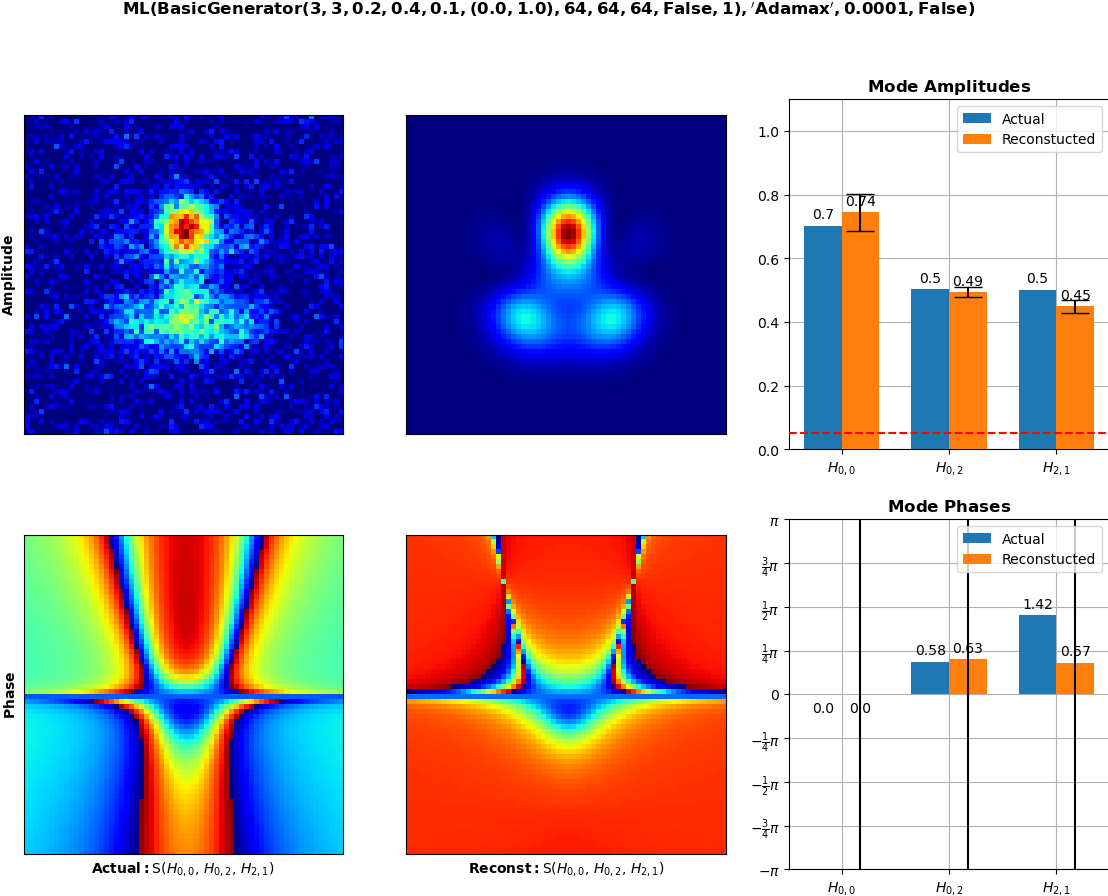 ML(BasicGenerator(3, 3, 0.2, 0.4, 0.1, (0.0, 1.0), 64, 64, 64, False, 1), 'Adamax', 0.0001, False)
Amplitude
Mode Amplitudes
Actual
Reconstucted
1.0
0.8
0.6
0.4
0.2
0.0
0.7
0.74
0.5
0.49
0.5
0.45
H0,0
H0,2
H2,1
Phase
Actual: S(H0,0, H0,2, H2,1)
Reconst: S(H0,0, H0,2, H2,1)
Mode Phases
Actual
Reconstucted
π
3/4π
1/2π
1/4π
0
−1/4π
−1/2π
−3/4π
−π
0.0
0.0
0.58
0.63
1.42
0.57
H0,0
H0,2
H2,1